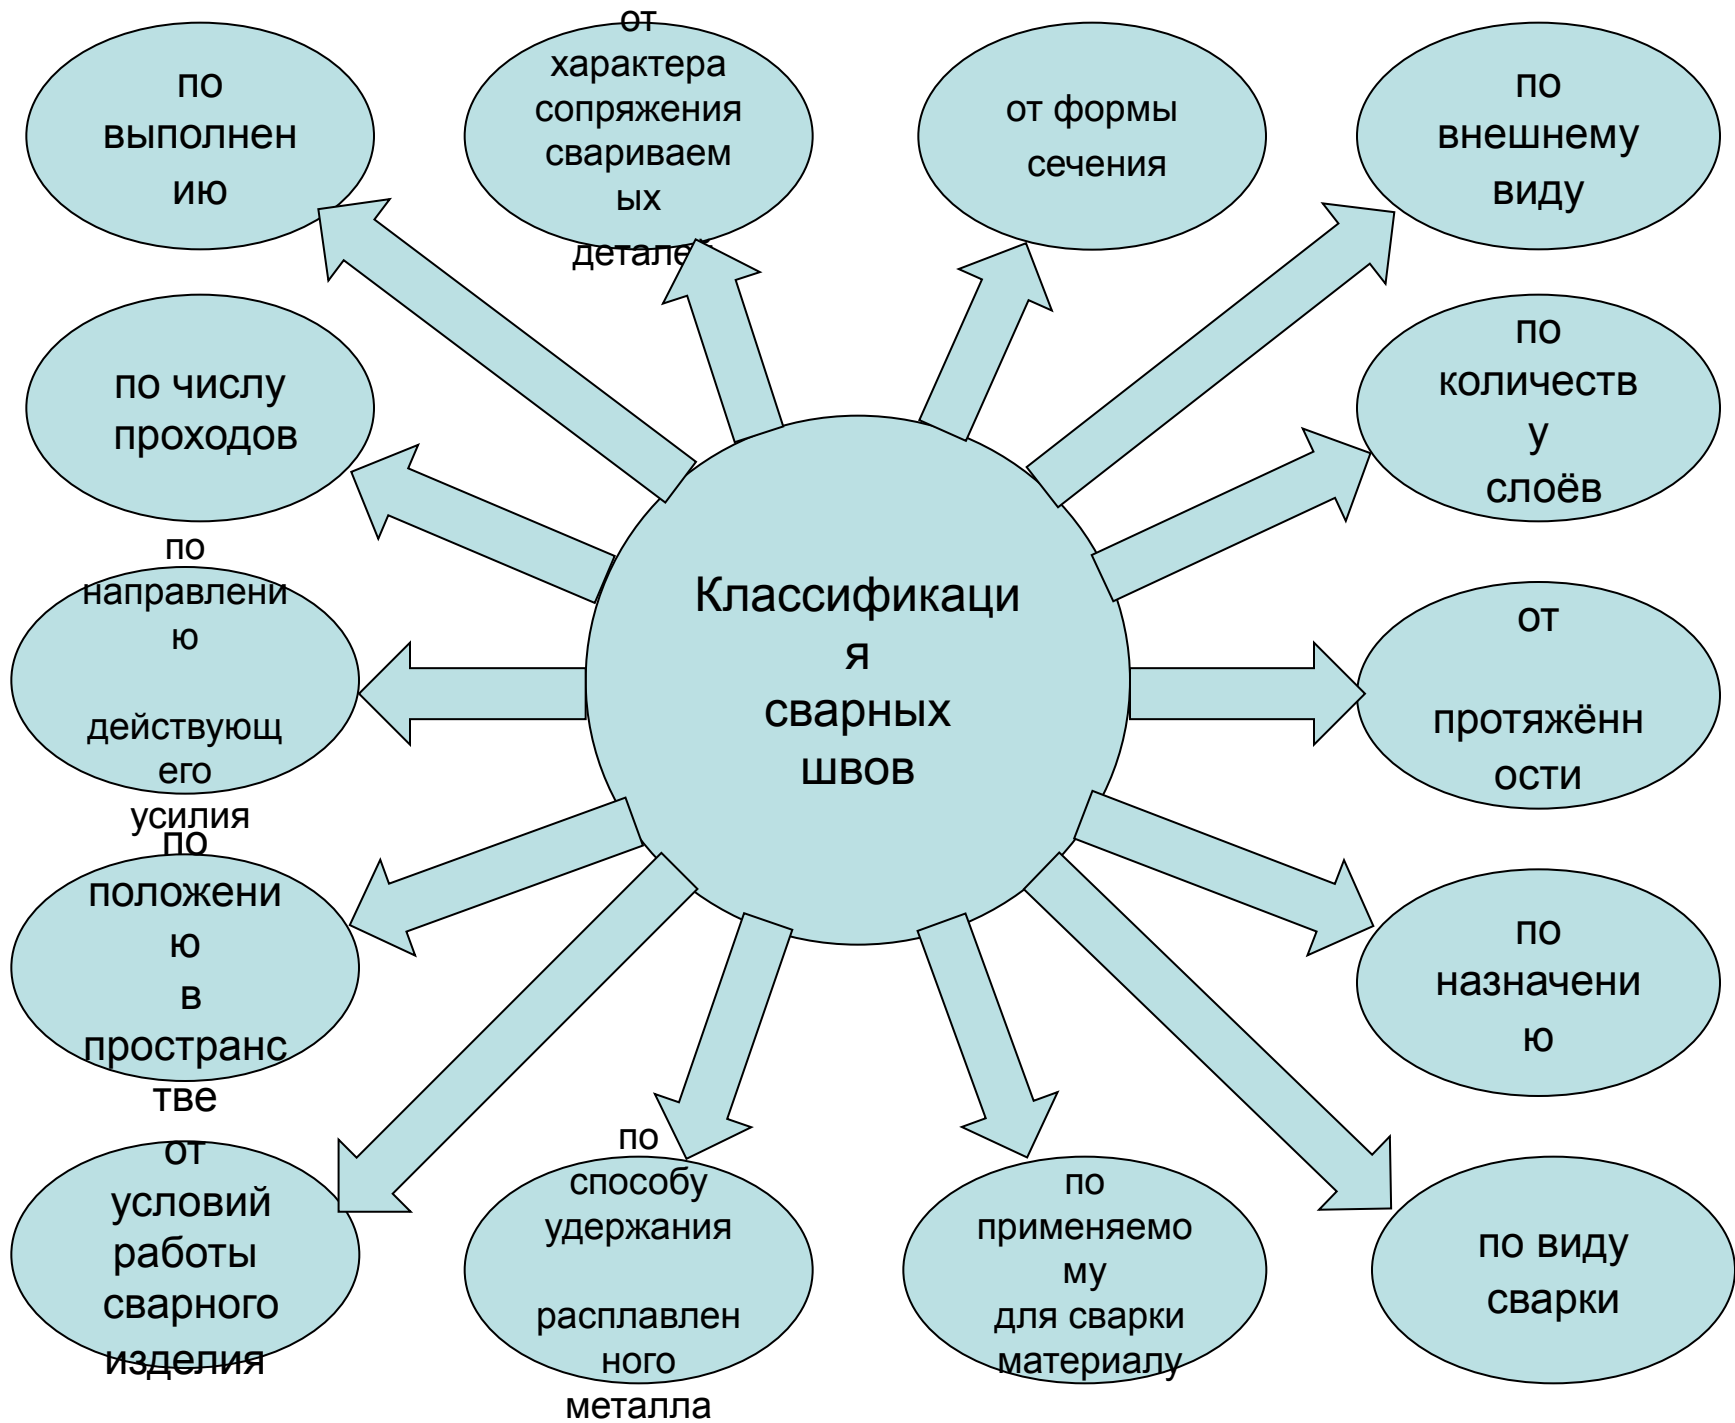 по
выполнен
ию
от
характера
сопряжения
свариваем
ых
деталей
от формы
сечения
по
внешнему
виду
по числу
проходов
по
количеств
у
слоёв
по
направлени
ю
действующ
его
усилия
Классификаци
я
сварных
швов
от
протяжённ
ости
по
положени
ю
в
пространс
тве
по
назначени
ю
от
условий
работы
сварного
изделия
по
способу
удержания
расплавлен
ного
металла
по
применяемо
му
для сварки
материалу
по виду
сварки